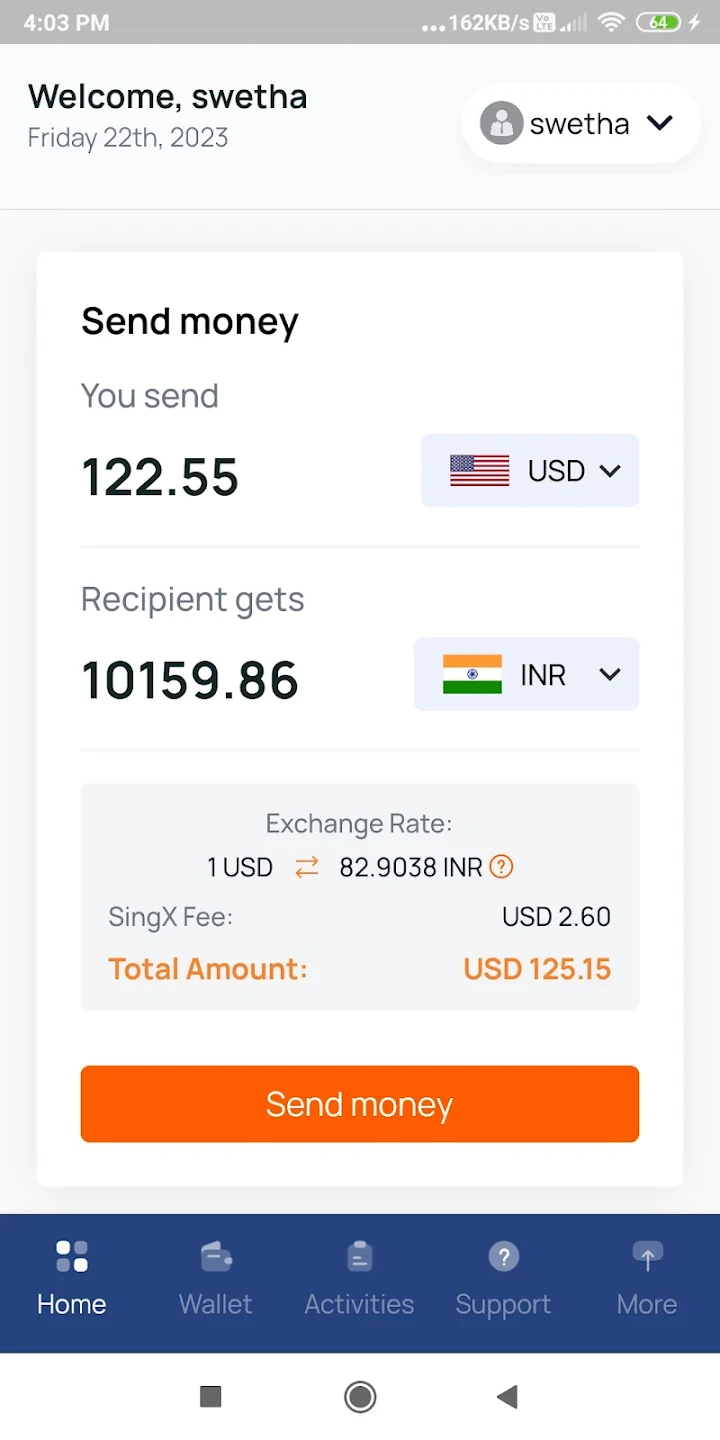 4:03 PM ...162KB/s Vo LTE 64
Welcome, swetha
Friday 22th, 2023
swetha
Send money
You send
122.55 USD
Recipient gets
10159.86 INR
Exchange Rate:
1 USD ⇄ 82.9038 INR ?
SingX Fee: USD 2.60
Total Amount: USD 125.15
Send money
Home Wallet Activities Support More